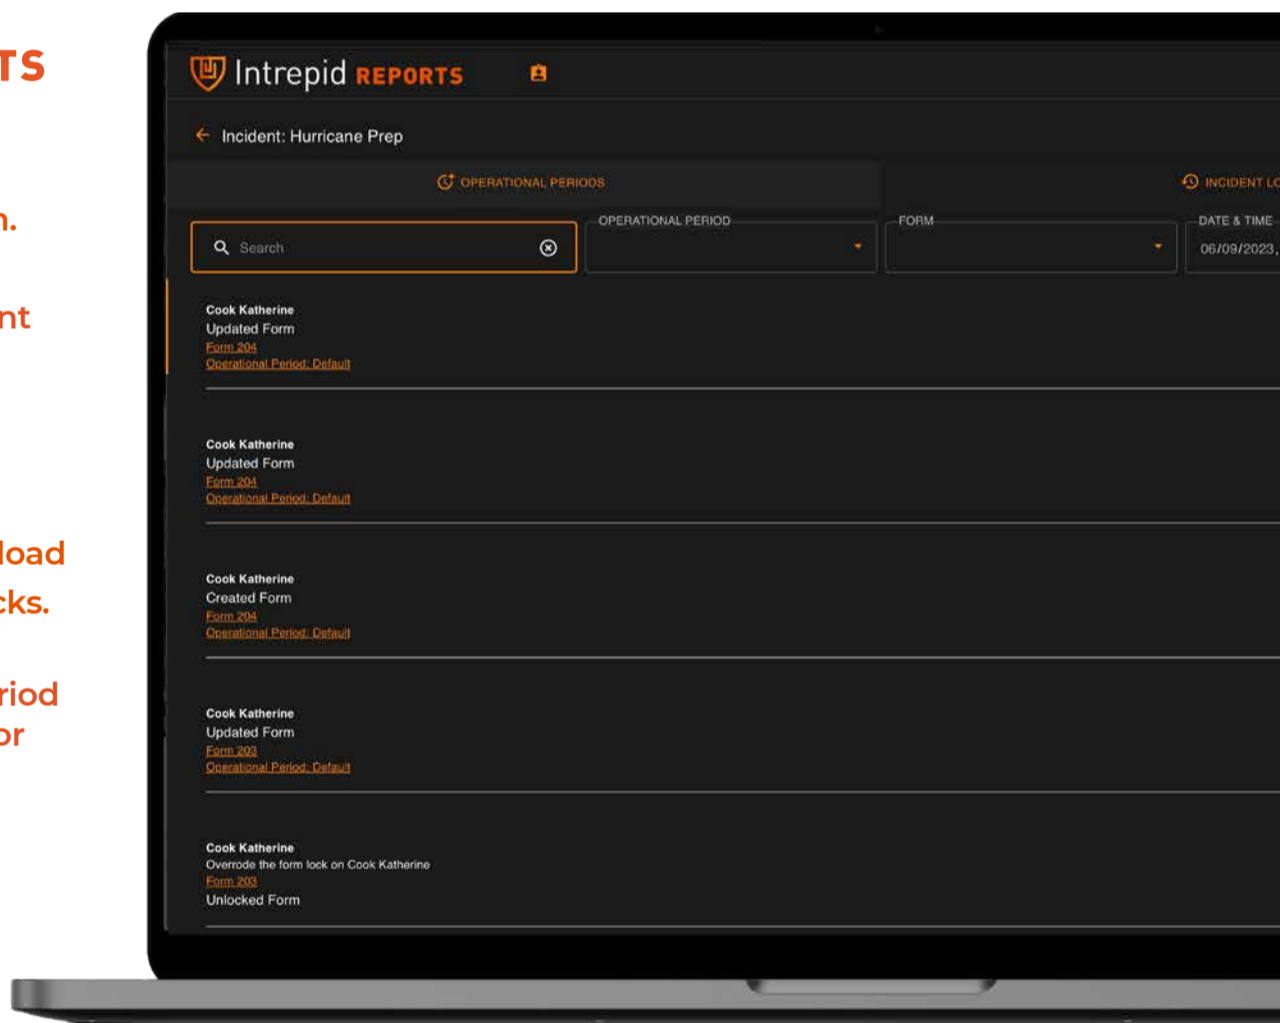 TS
n.
nt
load
cks.
riod
or
Intrepid REPORTS
Incident: Hurricane Prep
OPERATIONAL PERIODS
INCIDENT LO
Search
OPERATIONAL PERIOD
FORM
DATE & TIME
06/09/2023,
Cook Katherine
Updated Form
Form 204
Operational Period: Default
Cook Katherine
Updated Form
Form 204
Operational Period: Default
Cook Katherine
Created Form
Form 204
Operational Period: Default
Cook Katherine
Updated Form
Form 203
Operational Period: Default
Cook Katherine
Overrode the form lock on Cook Katherine
Form 203
Unlocked Form